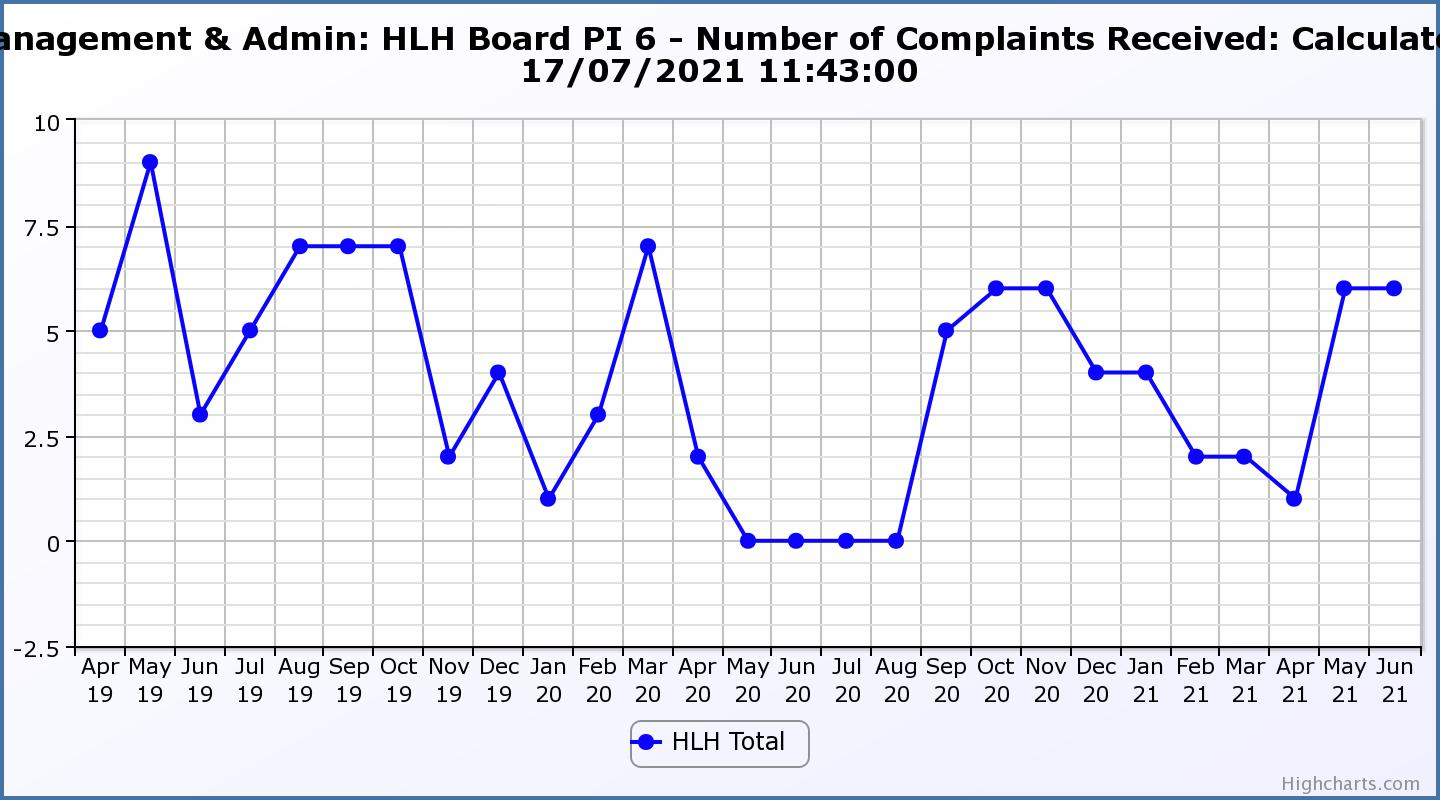 anagement & Admin: HLH Board PI 6 - Number of Complaints Received: Calculat
17/07/2021 11:43:00
10
7.5
5
2.5
0
-2.5
Apr May Jun Jul Aug Sep Oct Nov Dec Jan Feb Mar Apr May Jun Jul Aug Sep Oct Nov Dec Jan Feb Mar Apr May Jun
19 19 19 19 19 19 19 19 19 20 20 20 20 20 20 20 20 20 20 20 20 21 21 21 21 21 21
HLH Total
Highcharts.com